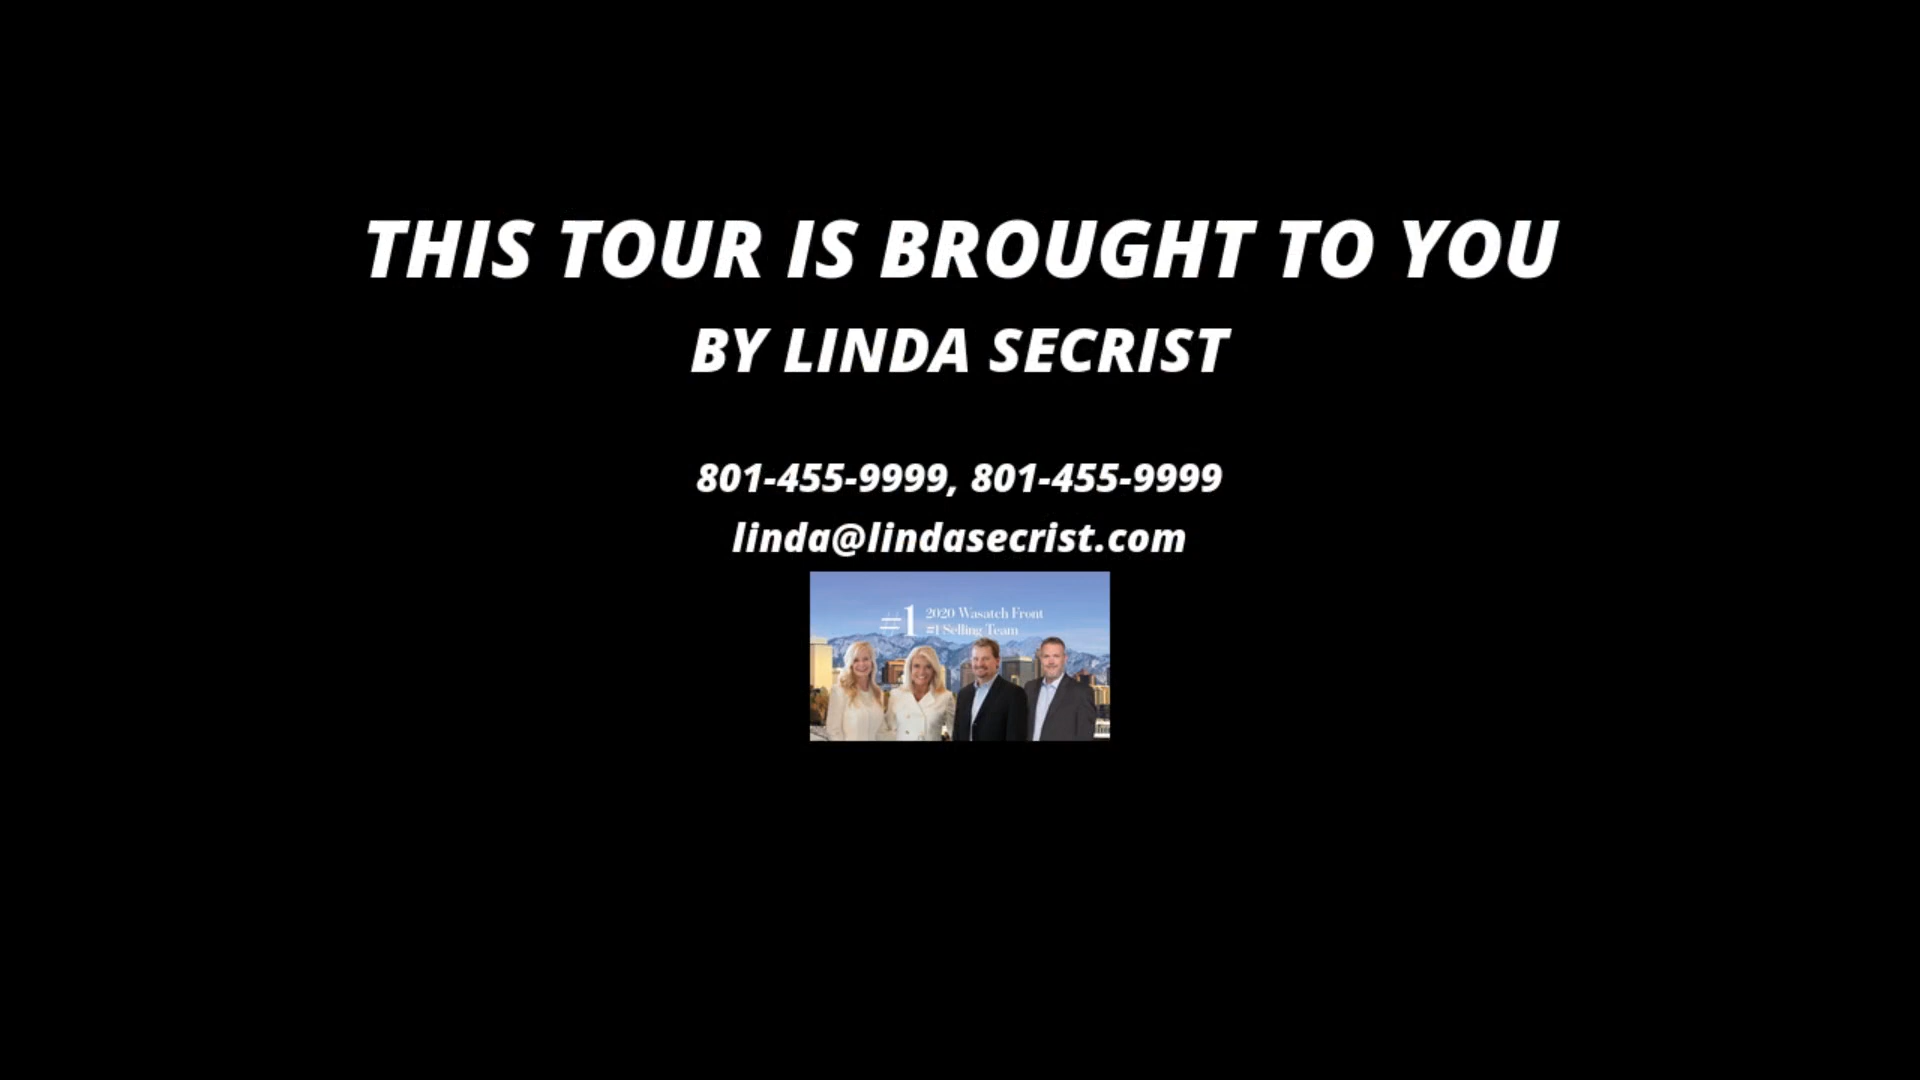 THIS TOUR IS BROUGHT TO YOU
BY LINDA SECRIST
801-455-9999, 801-455-9999
linda@lindasecrist.com
#1 2020 Wasatch Front
#1 Selling Team